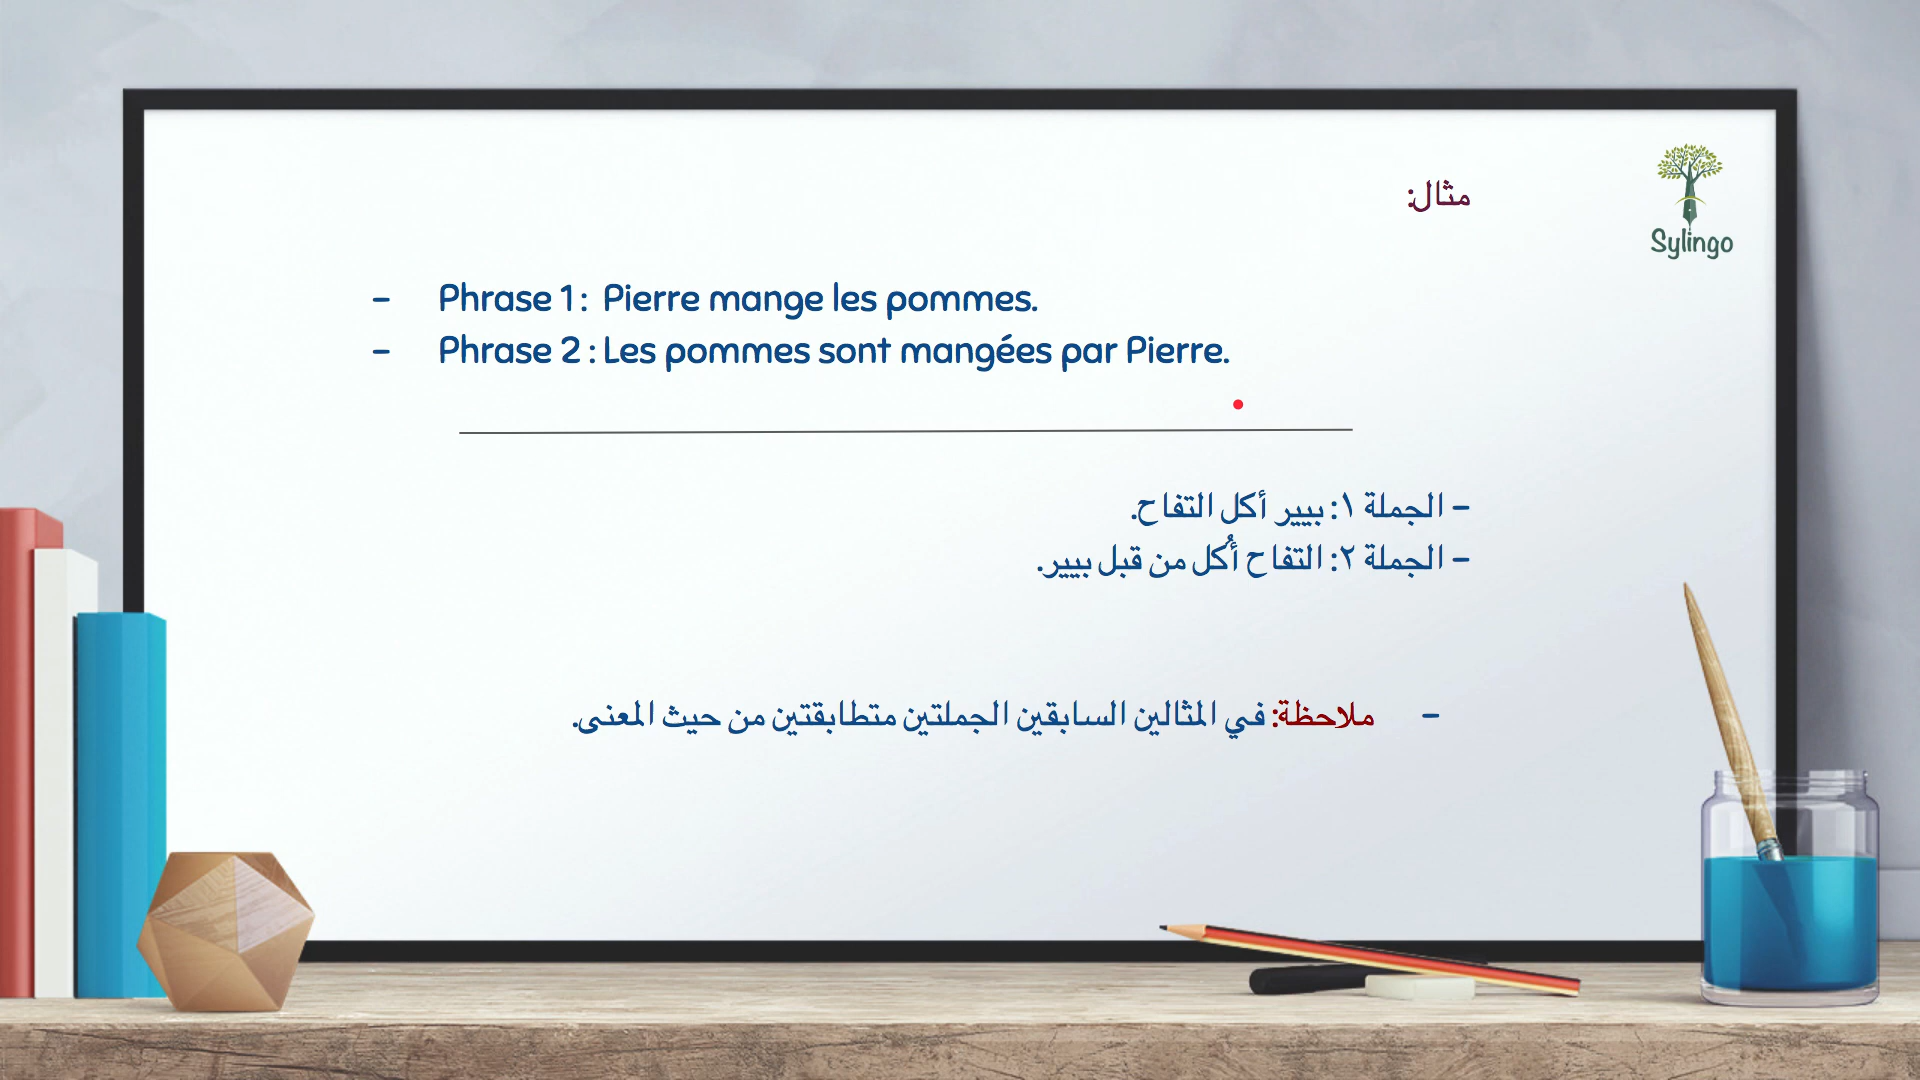 Sylingo
مثال:
- Phrase 1 : Pierre mange les pommes.
- Phrase 2 : Les pommes sont mangées par Pierre.
- الجملة ١: بيير أكل التفاح.
- الجملة ٢: التفاح أُكل من قبل بيير.
- ملاحظة: في المثالين السابقين الجملتين متطابقتين من حيث المعنى.